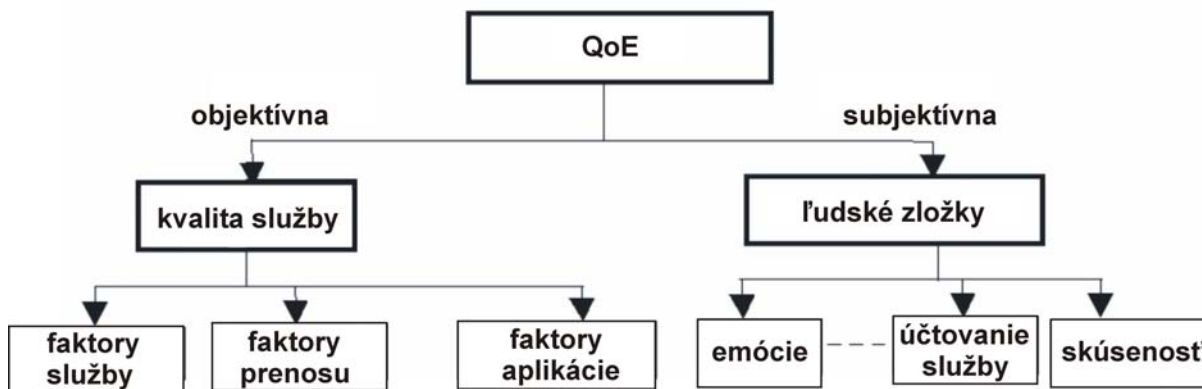 QoE
objektívna
subjektívna
kvalita služby
ľudské zložky
faktory
služby
faktory
prenosu
faktory
aplikácie
emócie
účtovanie
služby
skúsenosť